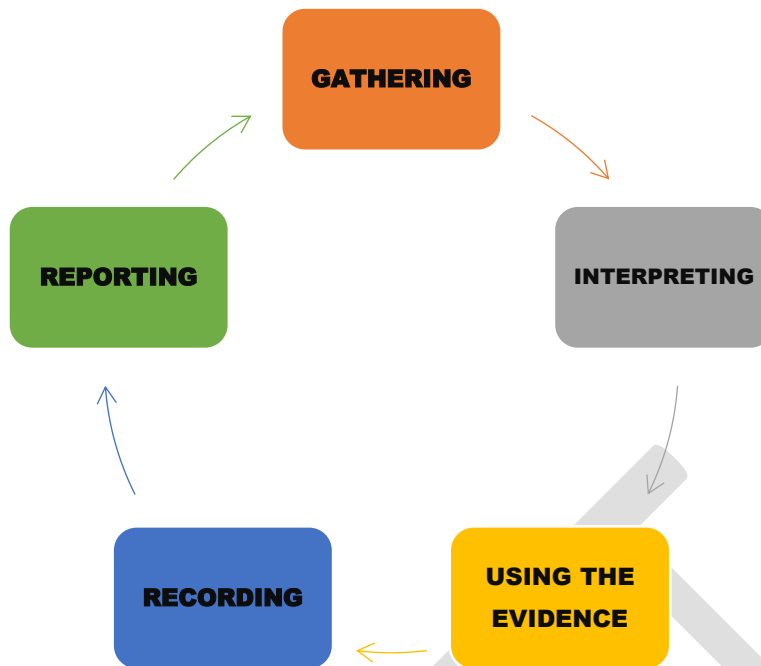 GATHERING
INTERPRETING
USING THE
EVIDENCE
RECORDING
REPORTING